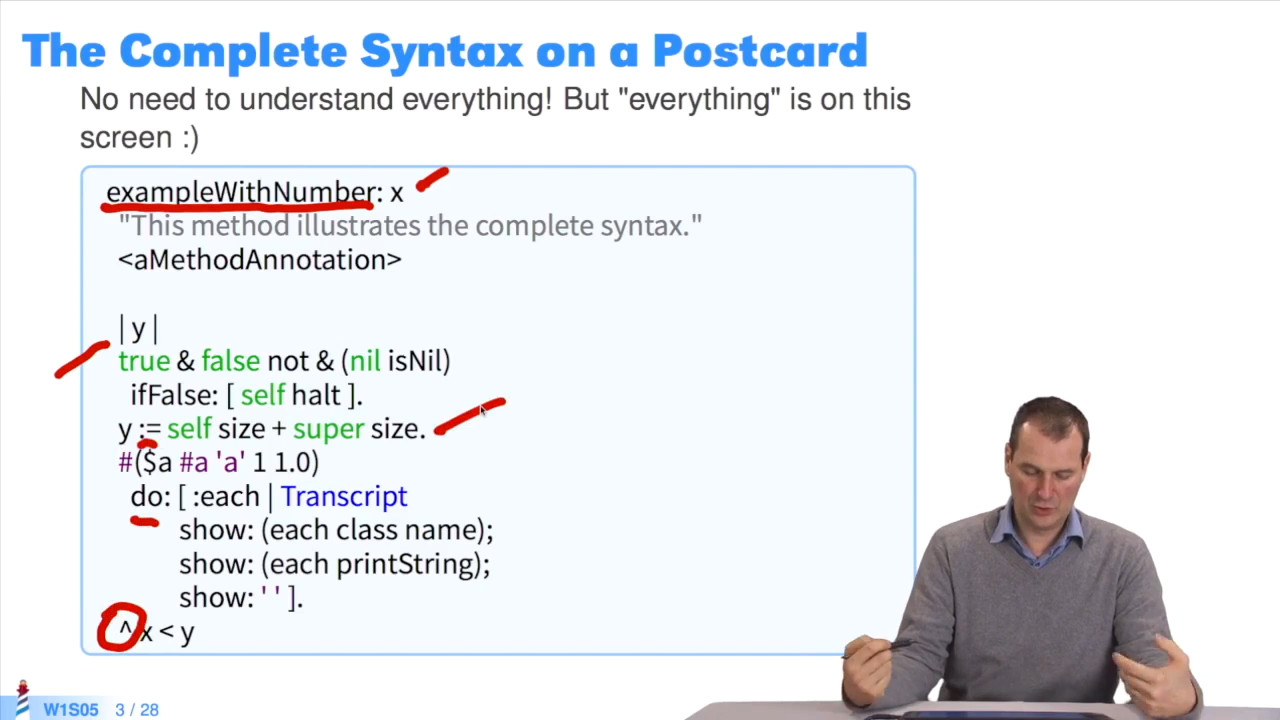 The Complete Syntax on a Postcard
No need to understand everything! But "everything" is on this
screen :)
exampleWithNumber: x
"This method illustrates the complete syntax."
<aMethodAnnotation>
| y |
true & false not & (nil isNil)
ifFalse: [ self halt ].
y := self size + super size.
#($a #a 'a' 1 1.0)
do: [ :each | Transcript
show: (each class name);
show: (each printString);
show: ' ' ].
^ x < y
W1S05 3 / 28